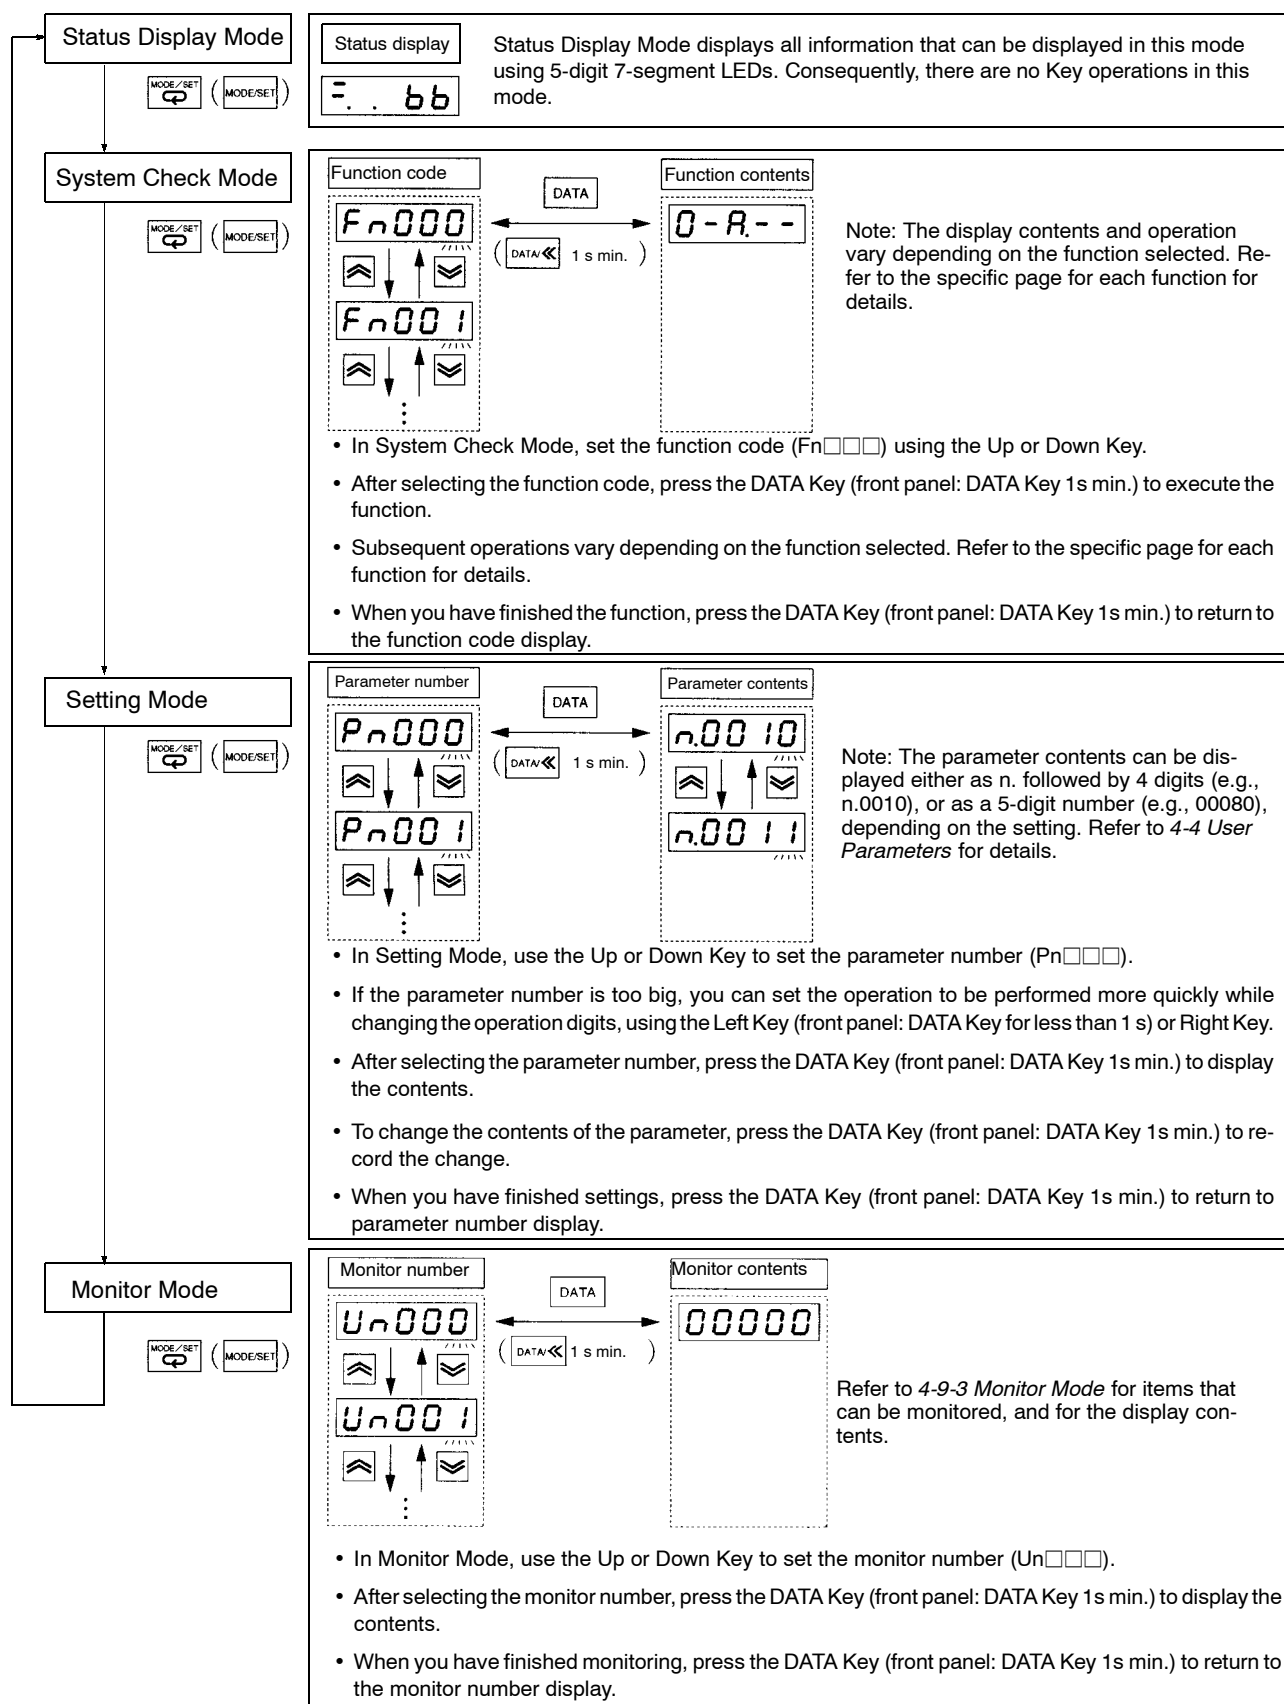 Status Display Mode
MODE/SET ( MODE/SET )
Status display
=. . bb
Status Display Mode displays all information that can be displayed in this mode
using 5-digit 7-segment LEDs. Consequently, there are no Key operations in this
mode.
System Check Mode
MODE/SET ( MODE/SET )
Function code
Fn000
Fn001
DATA
( DATA/≪ 1 s min. )
Function contents
0-A.--
Note: The display contents and operation
vary depending on the function selected. Re-
fer to the specific page for each function for
details.
• In System Check Mode, set the function code (Fn□□□) using the Up or Down Key.
• After selecting the function code, press the DATA Key (front panel: DATA Key 1s min.) to execute the
function.
• Subsequent operations vary depending on the function selected. Refer to the specific page for each
function for details.
• When you have finished the function, press the DATA Key (front panel: DATA Key 1s min.) to return to
the function code display.
Setting Mode
MODE/SET ( MODE/SET )
Parameter number
Pn000
Pn001
DATA
( DATA/≪ 1 s min. )
Parameter contents
n.0010
n.0011
Note: The parameter contents can be dis-
played either as n. followed by 4 digits (e.g.,
n.0010), or as a 5-digit number (e.g., 00080),
depending on the setting. Refer to 4-4 User
Parameters for details.
• In Setting Mode, use the Up or Down Key to set the parameter number (Pn□□□).
• If the parameter number is too big, you can set the operation to be performed more quickly while
changing the operation digits, using the Left Key (front panel: DATA Key for less than 1 s) or Right Key.
• After selecting the parameter number, press the DATA Key (front panel: DATA Key 1s min.) to display
the contents.
• To change the contents of the parameter, press the DATA Key (front panel: DATA Key 1s min.) to re-
cord the change.
• When you have finished settings, press the DATA Key (front panel: DATA Key 1s min.) to return to
parameter number display.
Monitor Mode
MODE/SET ( MODE/SET )
Monitor number
Un000
Un001
DATA
( DATA/≪ 1 s min. )
Monitor contents
00000
Refer to 4-9-3 Monitor Mode for items that
can be monitored, and for the display con-
tents.
• In Monitor Mode, use the Up or Down Key to set the monitor number (Un□□□).
• After selecting the monitor number, press the DATA Key (front panel: DATA Key 1s min.) to display the
contents.
• When you have finished monitoring, press the DATA Key (front panel: DATA Key 1s min.) to return to
the monitor number display.